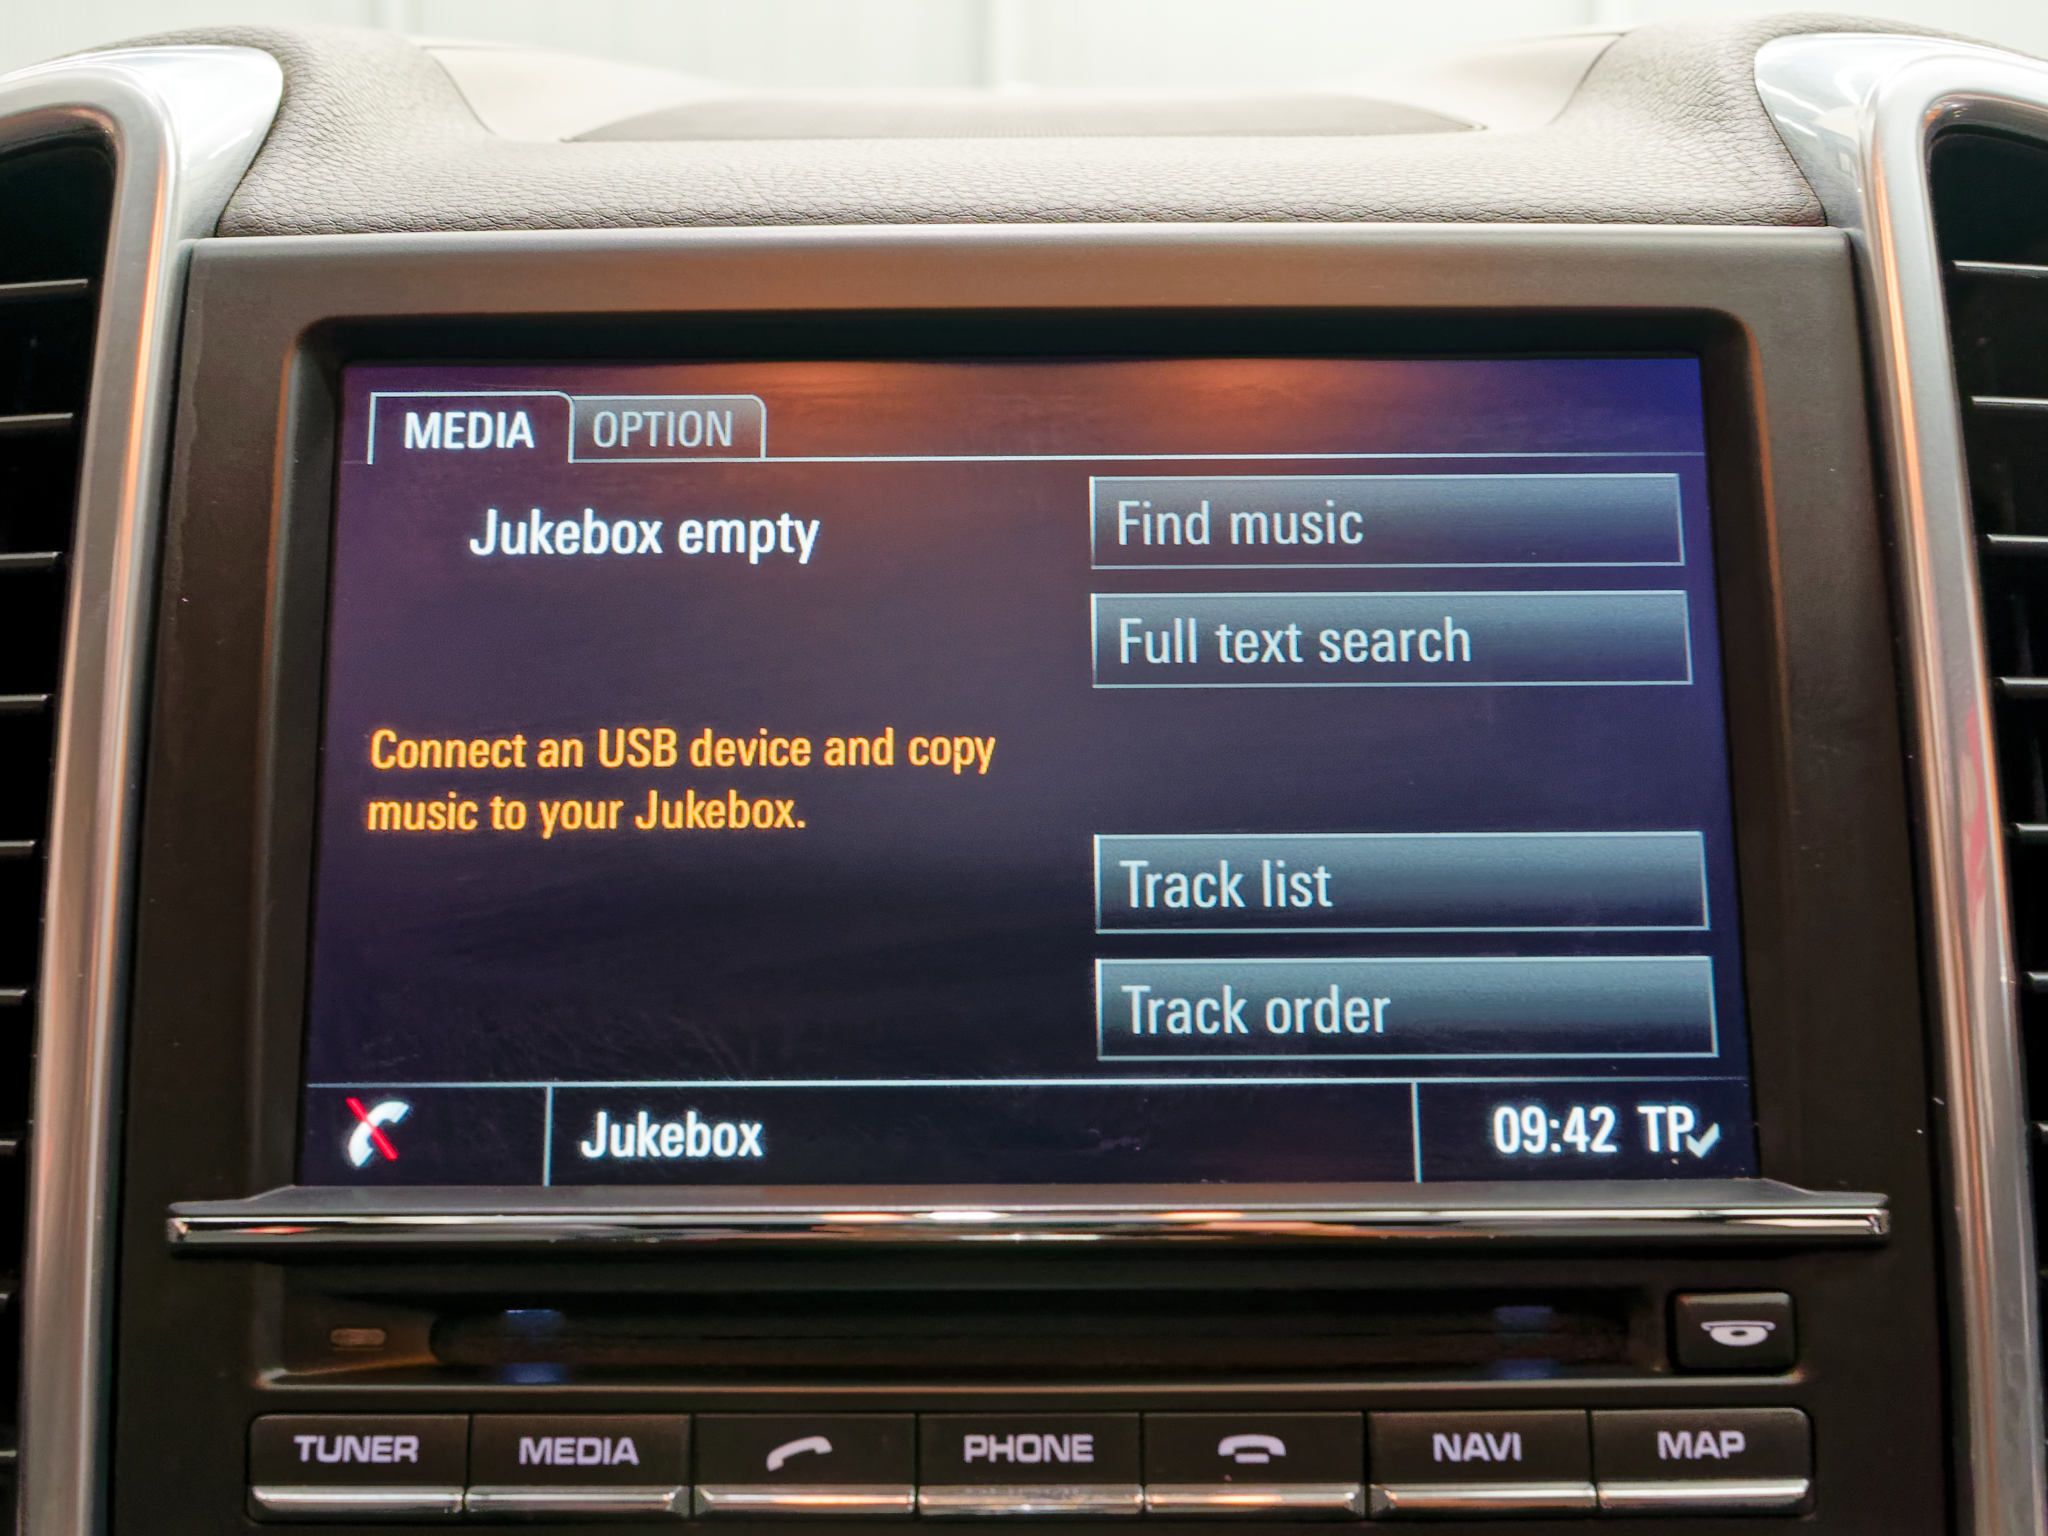 MEDIA OPTION
Jukebox empty
Find music
Full text search
Connect an USB device and copy
music to your Jukebox.
Track list
Track order
Jukebox
09:42 TP
TUNER MEDIA PHONE NAVI MAP